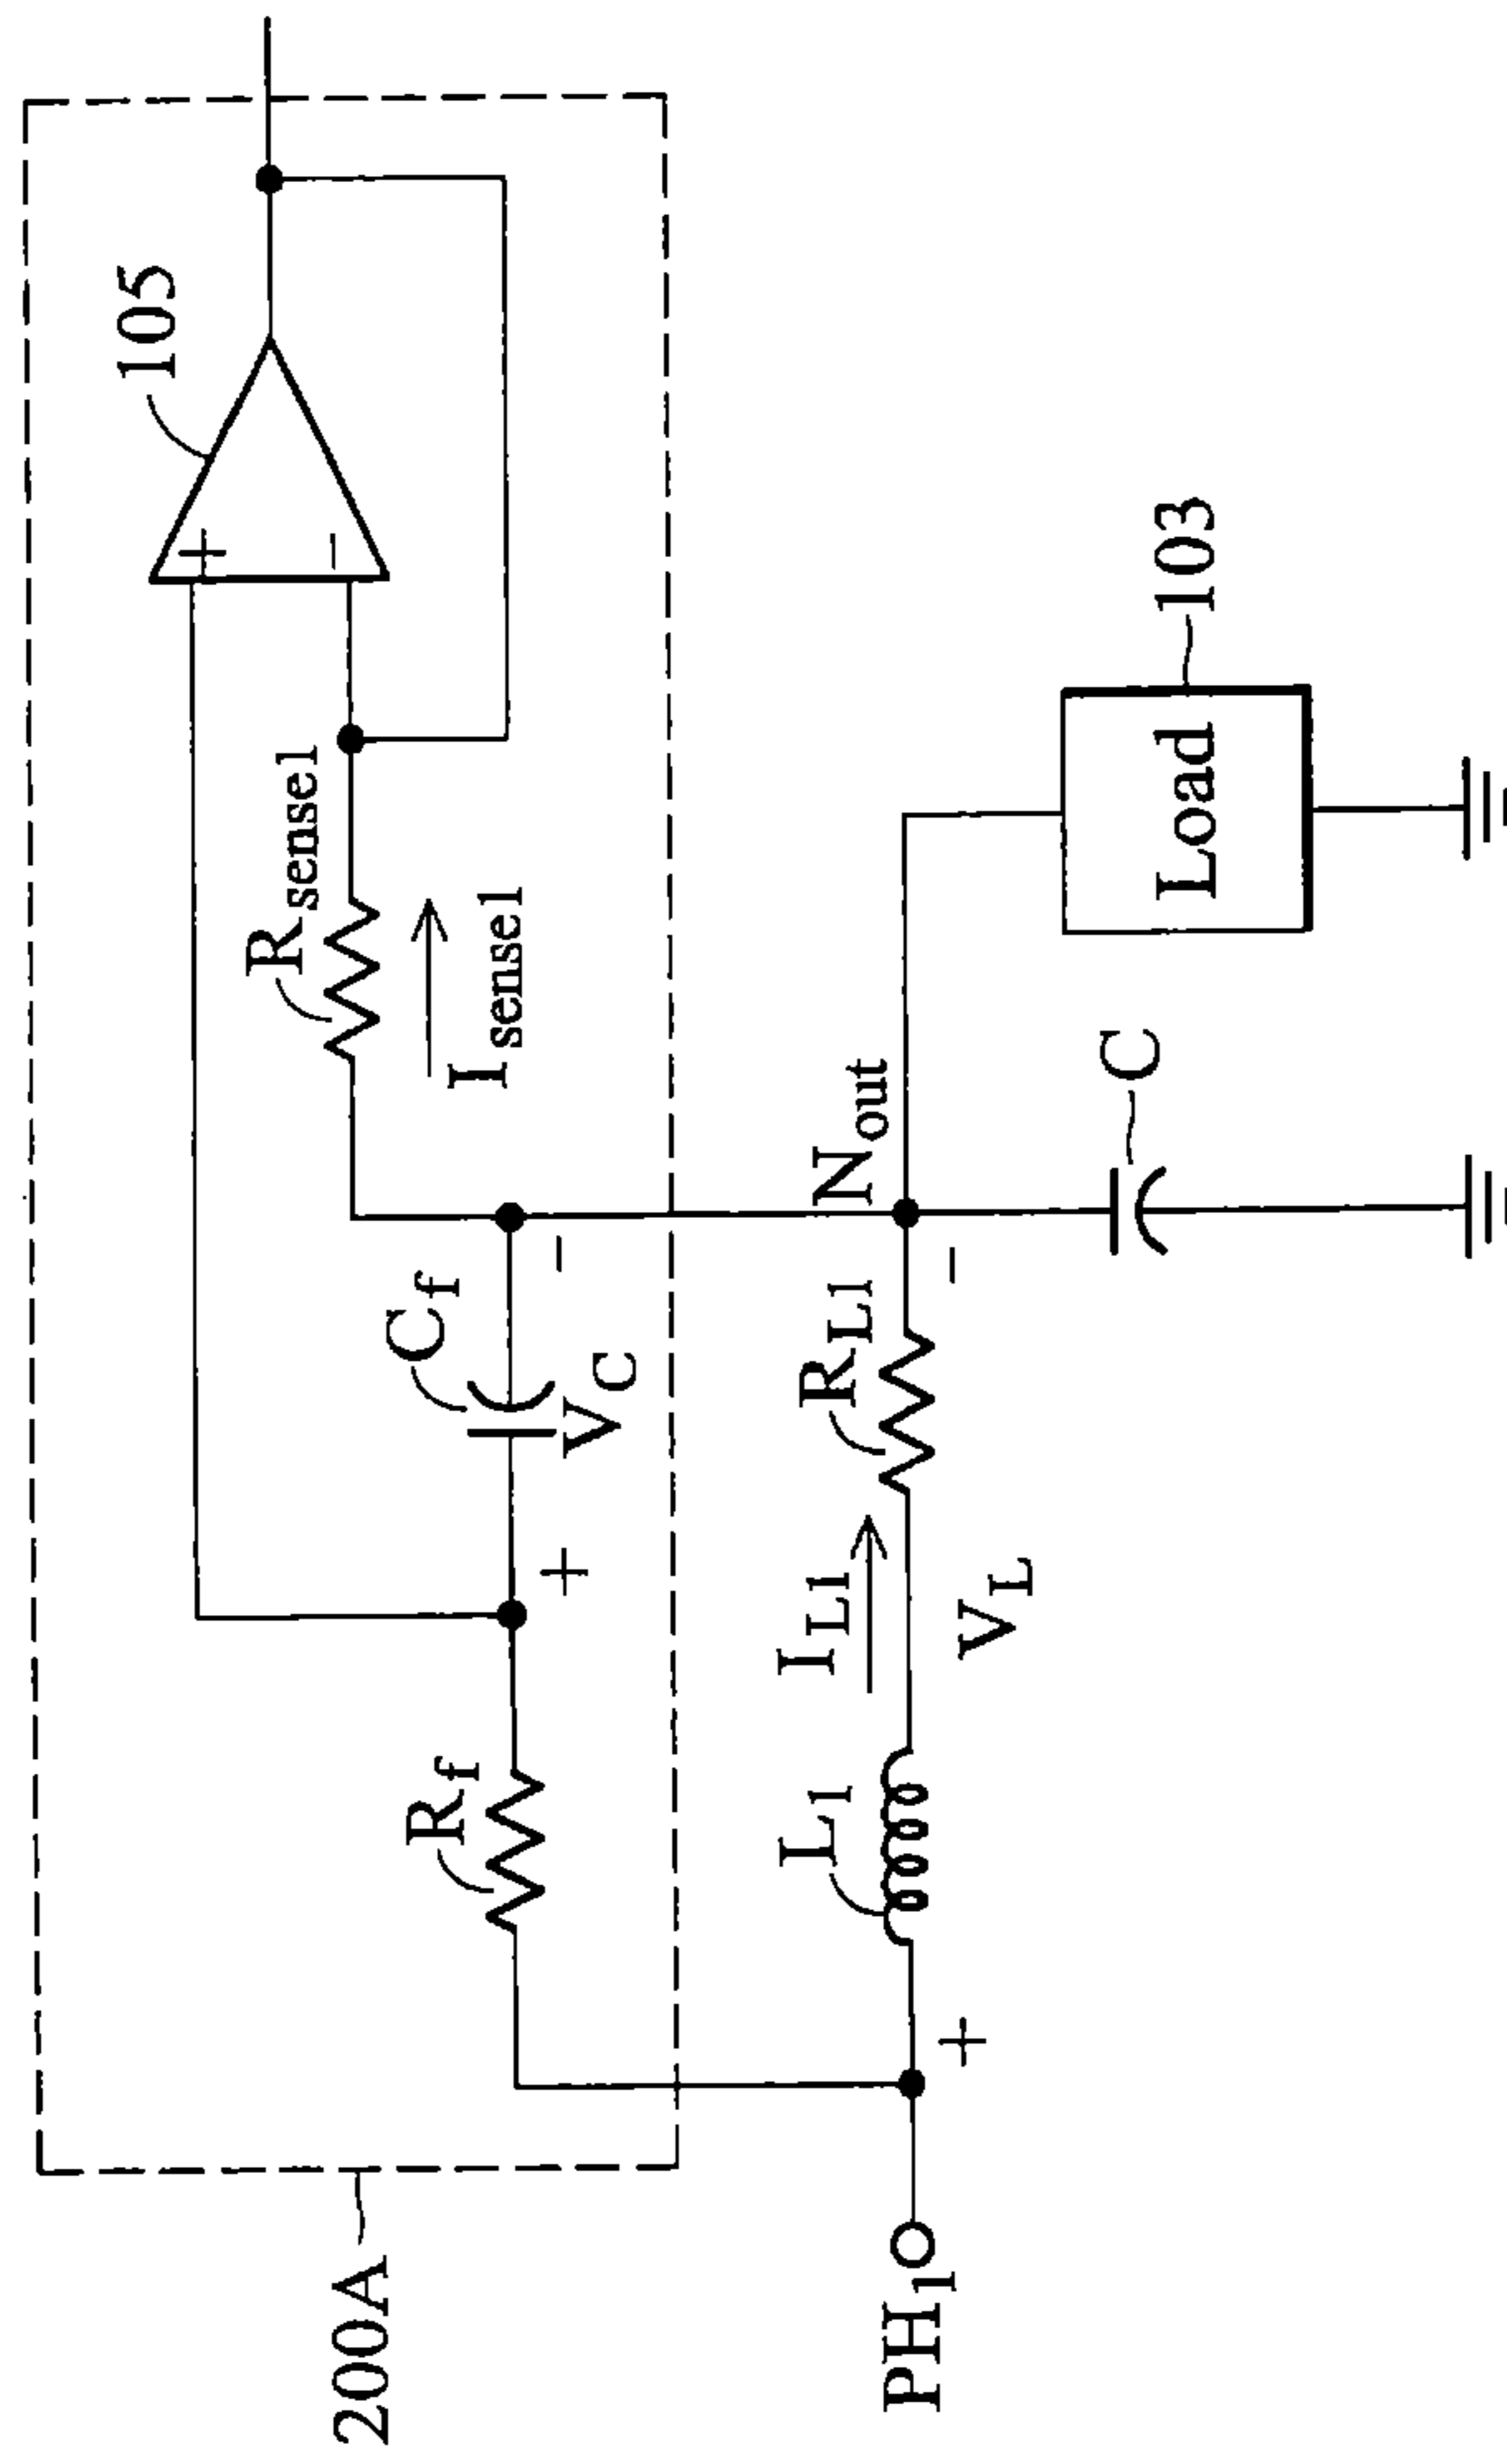 200A
105
+
-
Rsense1
Isense1
Rf
+
Cf
VC
-
PH1
+
L1
IL1
VL
RL1
-
Nout
C
Load
103